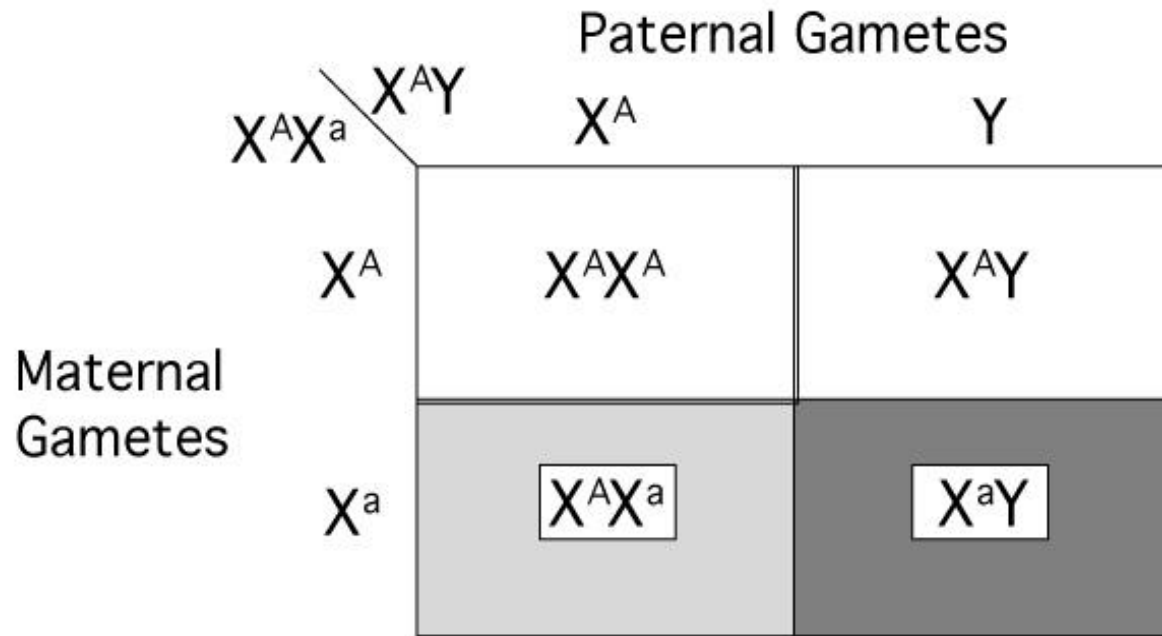 Paternal Gametes
XᴬY
XᴬXᵃ
Xᴬ
Y
Xᴬ
XᴬXᴬ
XᴬY
Maternal
Gametes
Xᵃ
XᴬXᵃ
XᵃY